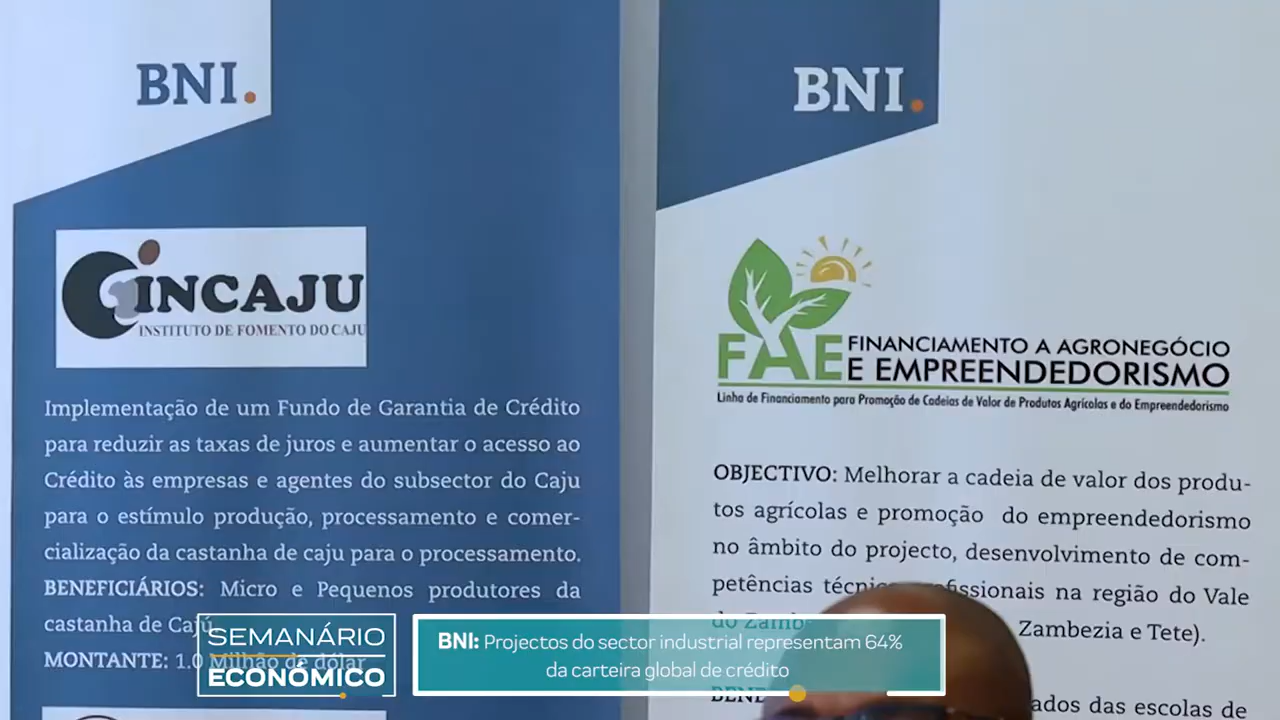 BNI.
INCAJU
INSTITUTO DE FOMENTO DO CAJU
Implementação de um Fundo de Garantia de Crédito
para reduzir as taxas de juros e aumentar o acesso ao
Crédito às empresas e agentes do subsector do Caju
para o estímulo produção, processamento e comer-
cialização da castanha de caju para o processamento.
BENEFICIÁRIOS: Micro e Pequenos produtores da
castanha de Cajú
MONTANTE: 1.0 Milhão de dólar
BNI.
FAE
FINANCIAMENTO A AGRONEGÓCIO
E EMPREENDEDORISMO
Linha de Financiamento para Promoção de Cadeias de Valor de Produtos Agrícolas e do Empreendedorismo
OBJECTIVO: Melhorar a cadeia de valor dos produ-
tos agrícolas e promoção do empreendedorismo
no âmbito do projecto, desenvolvimento de com-
petências fissionais na região do Vale
do Zambezia e Tete).
ados das escolas de
SEMANÁRIO
ECONÓMICO
BNI: Projectos do sector industrial representam 64%
da carteira global de crédito